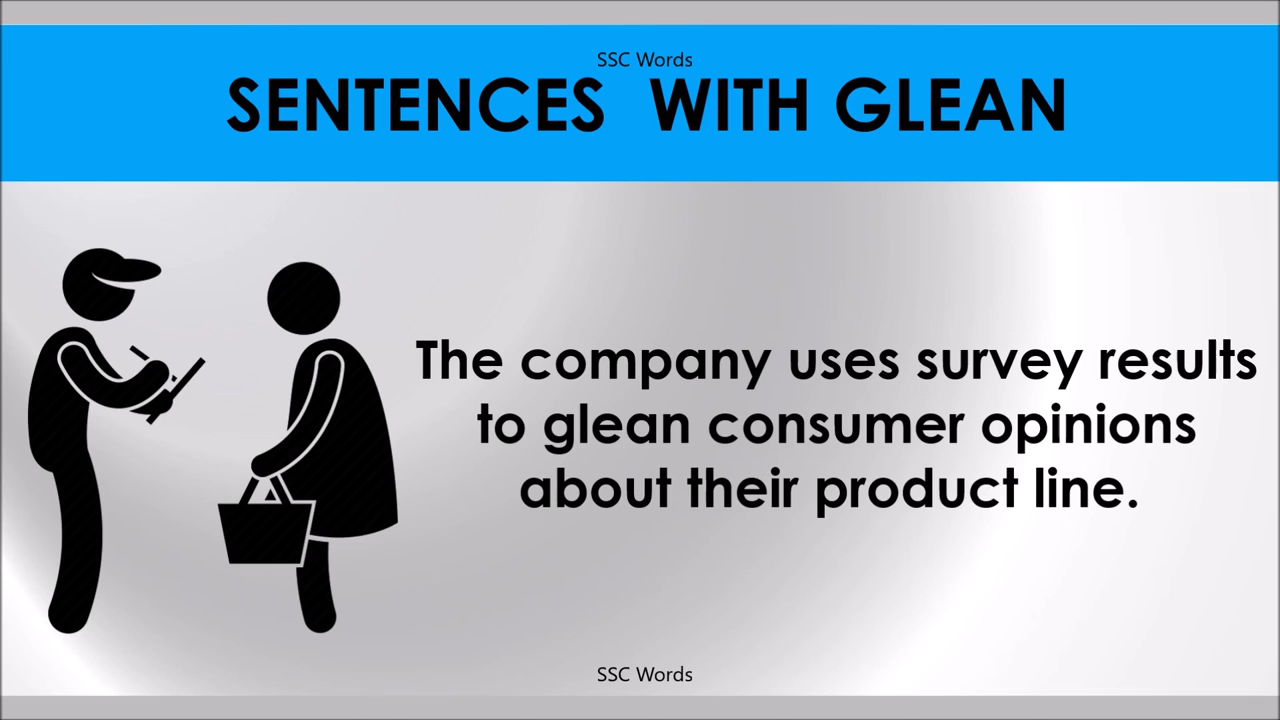 SSC Words
SENTENCES WITH GLEAN
The company uses survey results
to glean consumer opinions
about their product line.
SSC Words